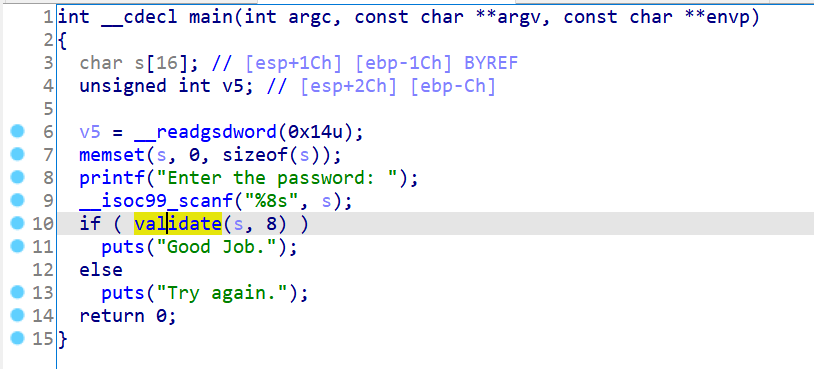 1 int __cdecl main(int argc, const char **argv, const char **envp)
2 {
3   char s[16]; // [esp+1Ch] [ebp-1Ch] BYREF
4   unsigned int v5; // [esp+2Ch] [ebp-Ch]
5
6   v5 = __readgsdword(0x14u);
7   memset(s, 0, sizeof(s));
8   printf("Enter the password: ");
9   __isoc99_scanf("%8s", s);
10   if ( validate(s, 8) )
11     puts("Good Job.");
12   else
13     puts("Try again.");
14   return 0;
15 }